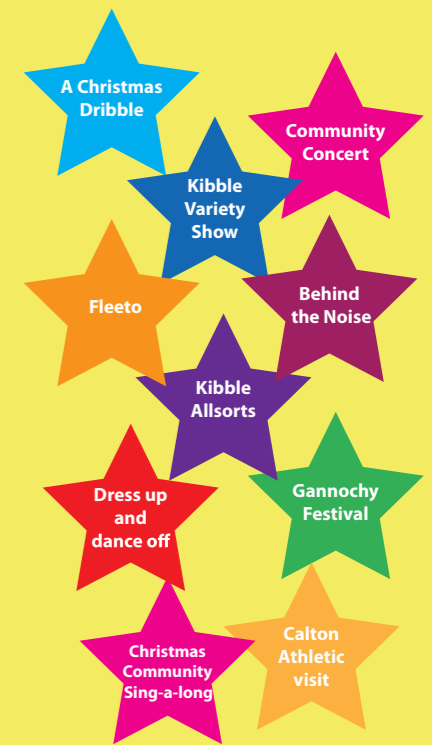 A Christmas
Dribble
Community
Concert
Kibble
Variety
Show
Fleeto
Behind
the Noise
Kibble
Allsorts
Dress up
and
dance off
Gannochy
Festival
Christmas
Community
Sing-a-long
Calton
Athletic
visit